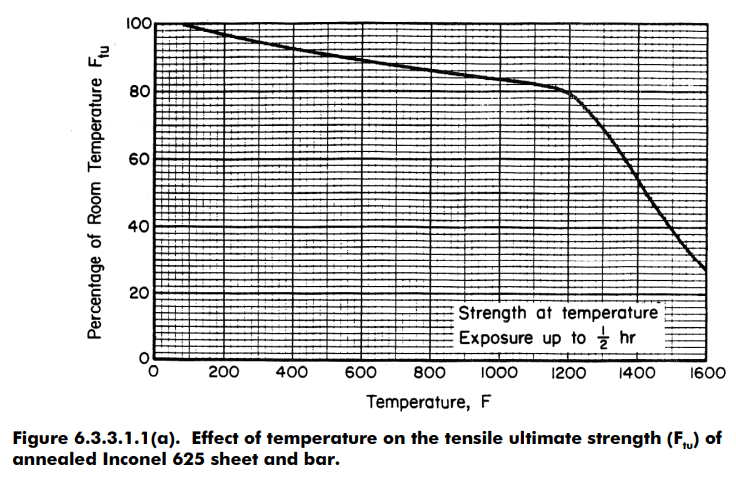 100
80
60
40
20
0
Percentage of Room Temperature Ftu
Strength at temperature
Exposure up to 1/2 hr
0 200 400 600 800 1000 1200 1400 1600
Temperature, F
Figure 6.3.3.1.1(a). Effect of temperature on the tensile ultimate strength (Ftu) of
annealed Inconel 625 sheet and bar.